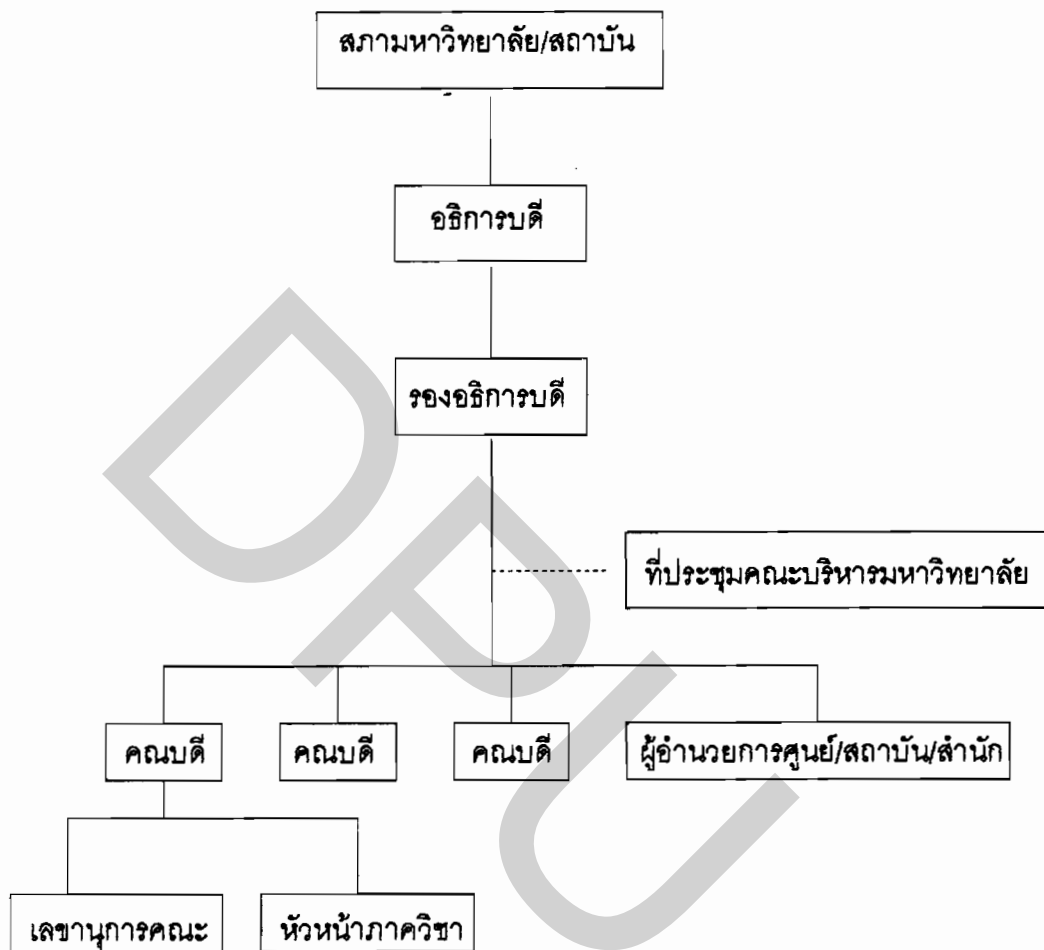 สภามหาวิทยาลัย/สถาบัน
อธิการบดี
รองอธิการบดี
ที่ประชุมคณะบริหารมหาวิทยาลัย
คณบดี
คณบดี
คณบดี
ผู้อำนวยการศูนย์/สถาบัน/สำนัก
เลขานุการคณะ
หัวหน้าภาควิชา
DPU